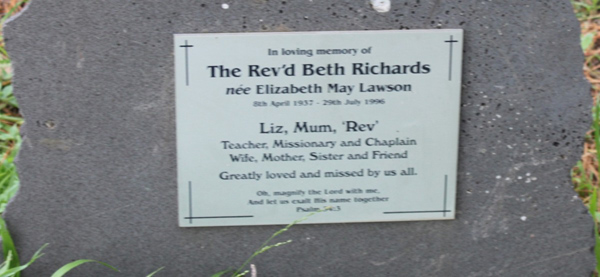 In loving memory of
The Rev'd Beth Richards
née Elizabeth May Lawson
8th April 1937 - 29th July 1996
Liz, Mum, 'Rev'
Teacher, Missionary and Chaplain
Wife, Mother, Sister and Friend
Greatly loved and missed by us all.
Oh, magnify the Lord with me,
And let us exalt His name together
Psalm